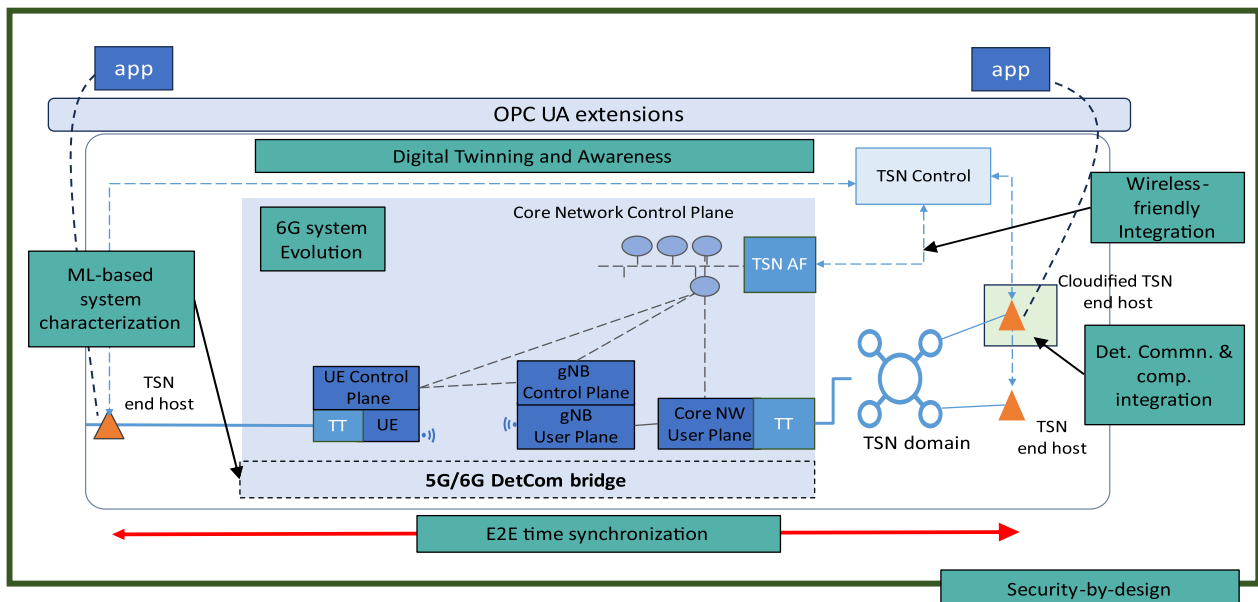 app
app
OPC UA extensions
Digital Twinning and Awareness
TSN Control
Wireless-
friendly
Integration
Core Network Control Plane
6G system
Evolution
TSN AF
ML-based
system
characterization
Cloudified TSN
end host
Det. Commn. &
comp.
integration
TSN
end host
UE Control
Plane
TT
UE
gNB
Control Plane
gNB
User Plane
Core NW
User Plane
TT
TSN domain
TSN
end host
5G/6G DetCom bridge
E2E time synchronization
Security-by-design